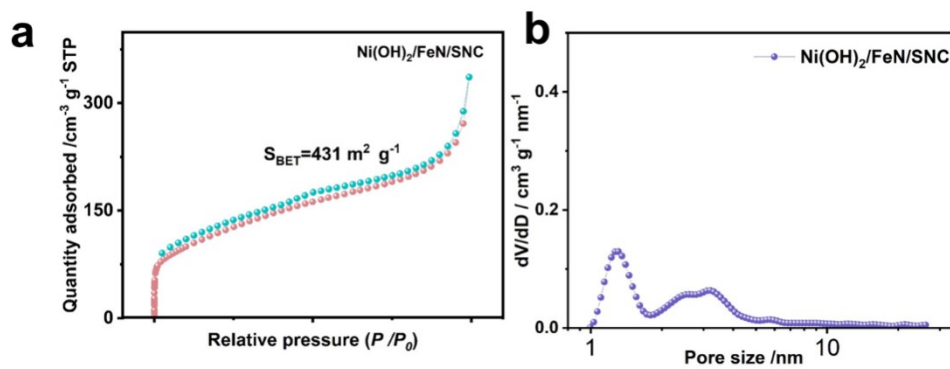 a
Ni(OH)₂/FeN/SNC
Quantity adsorbed /cm⁻³ g⁻¹ STP
300
150
0
S_BET=431 m² g⁻¹
Relative pressure (P /P₀)
b
Ni(OH)₂/FeN/SNC
dV/dD / cm³ g⁻¹ nm⁻¹
0.4
0.2
0.0
1
10
Pore size /nm